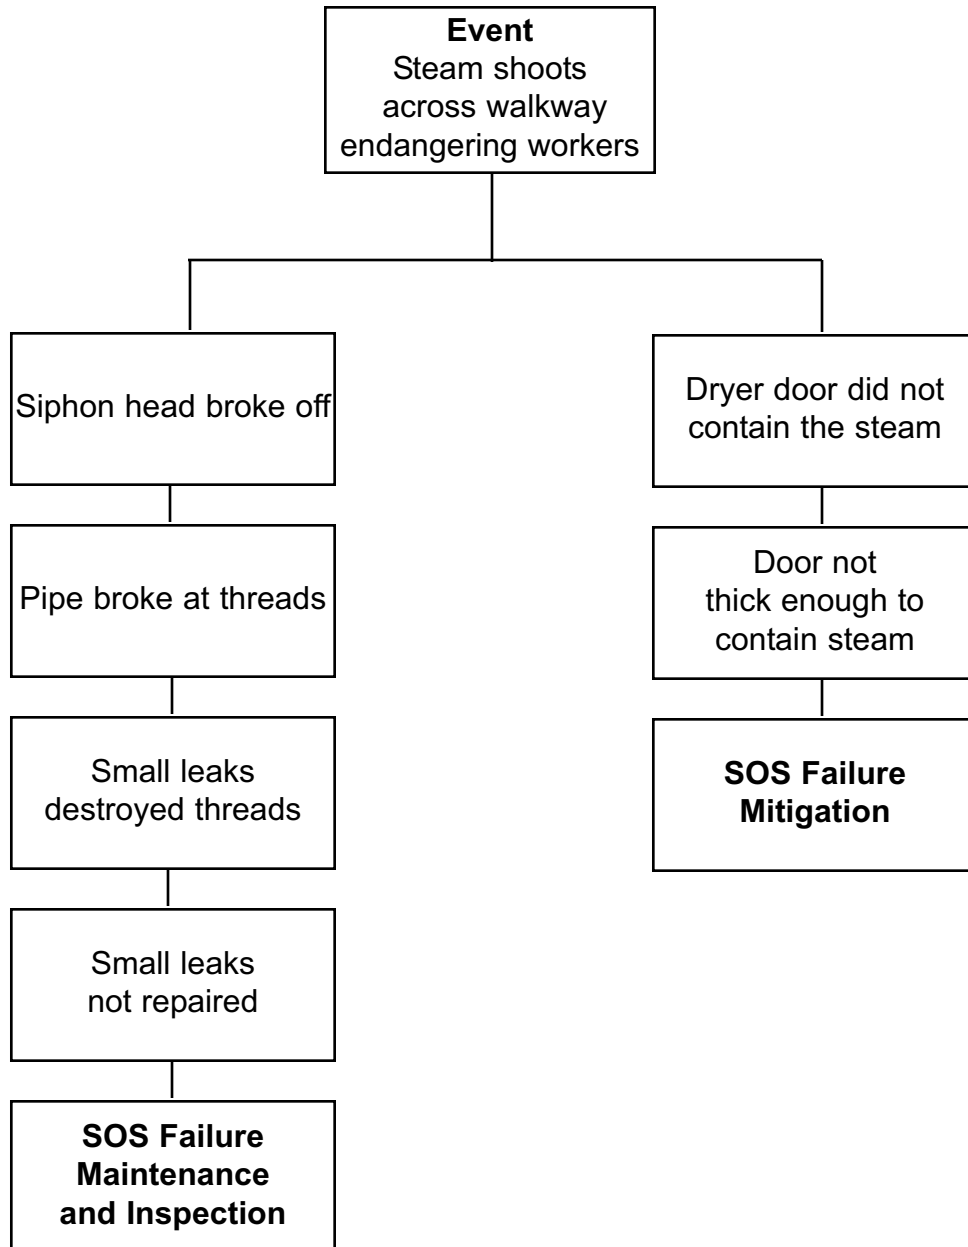 Event
Steam shoots
across walkway
endangering workers
Siphon head broke off
Pipe broke at threads
Small leaks
destroyed threads
Small leaks
not repaired
SOS Failure
Maintenance
and Inspection
Dryer door did not
contain the steam
Door not
thick enough to
contain steam
SOS Failure
Mitigation